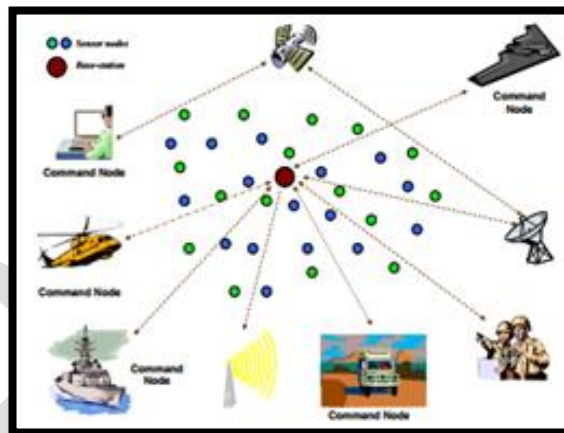 Sensor nodes
Base-station
Command
Node
Command Node
Command Node
Command
Node
Command Node